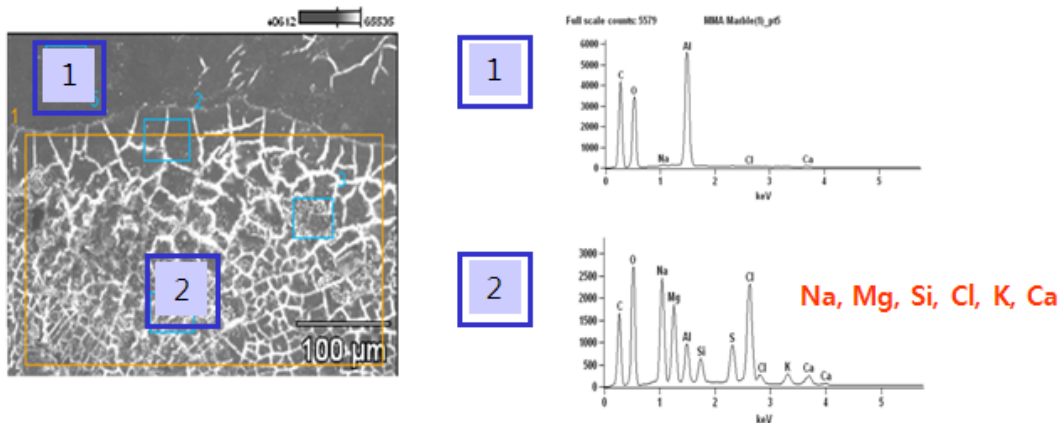 40612 65535
1
1
2
3
2
100 µm
1
Full scale counts: 5579 MMA Marble(1)_pt5
6000
5000
4000
3000
2000
1000
0
C
O
Al
Na
Cl
Ca
0 1 2 3 4 5
keV
2
3000
2500
2000
1500
1000
500
0
C
O
Na
Mg
Al
Si
S
Cl
Cl
K
Ca
Ca
0 1 2 3 4 5
keV
Na, Mg, Si, Cl, K, Ca